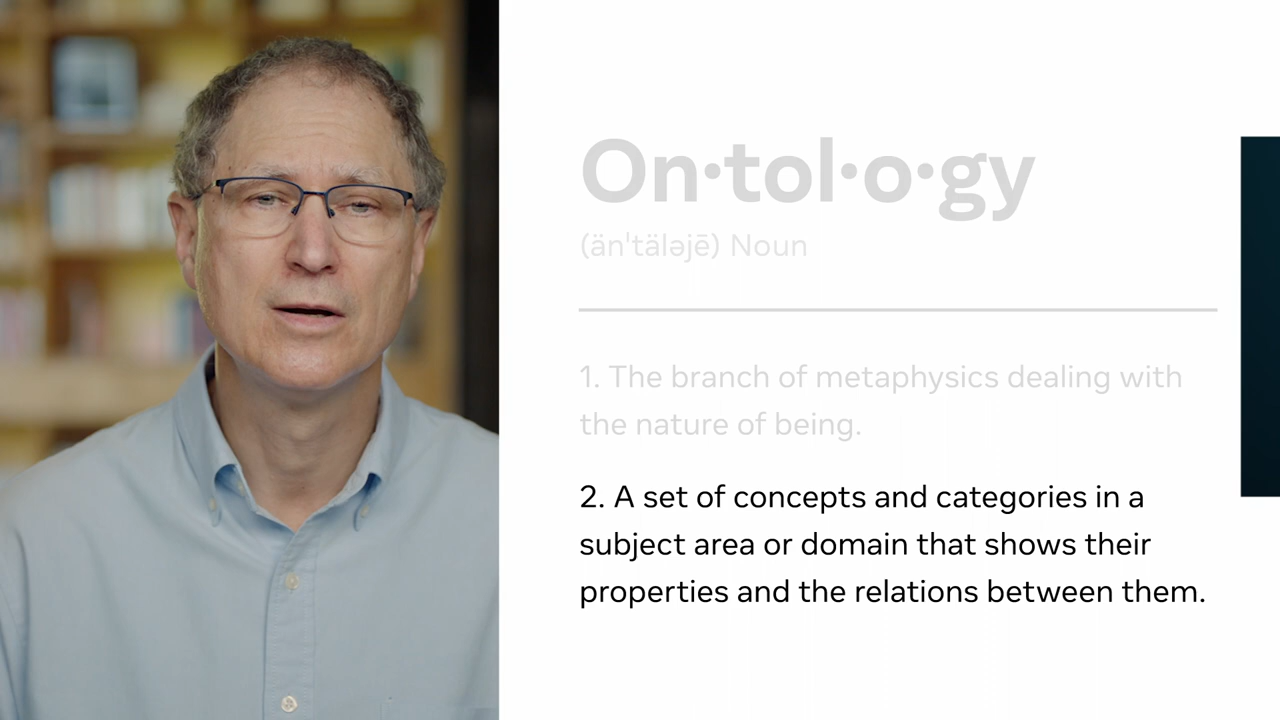 On·tol·o·gy
(än'täləjē) Noun
1. The branch of metaphysics dealing with
the nature of being.
2. A set of concepts and categories in a
subject area or domain that shows their
properties and the relations between them.